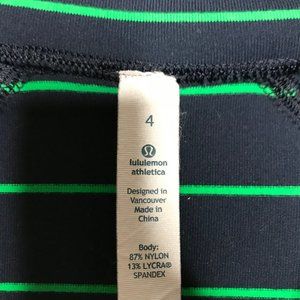 4
lululemon
athletica
Designed in
Vancouver
Made in
China
Body:
87% NYLON
13% LYCRA®
SPANDEX